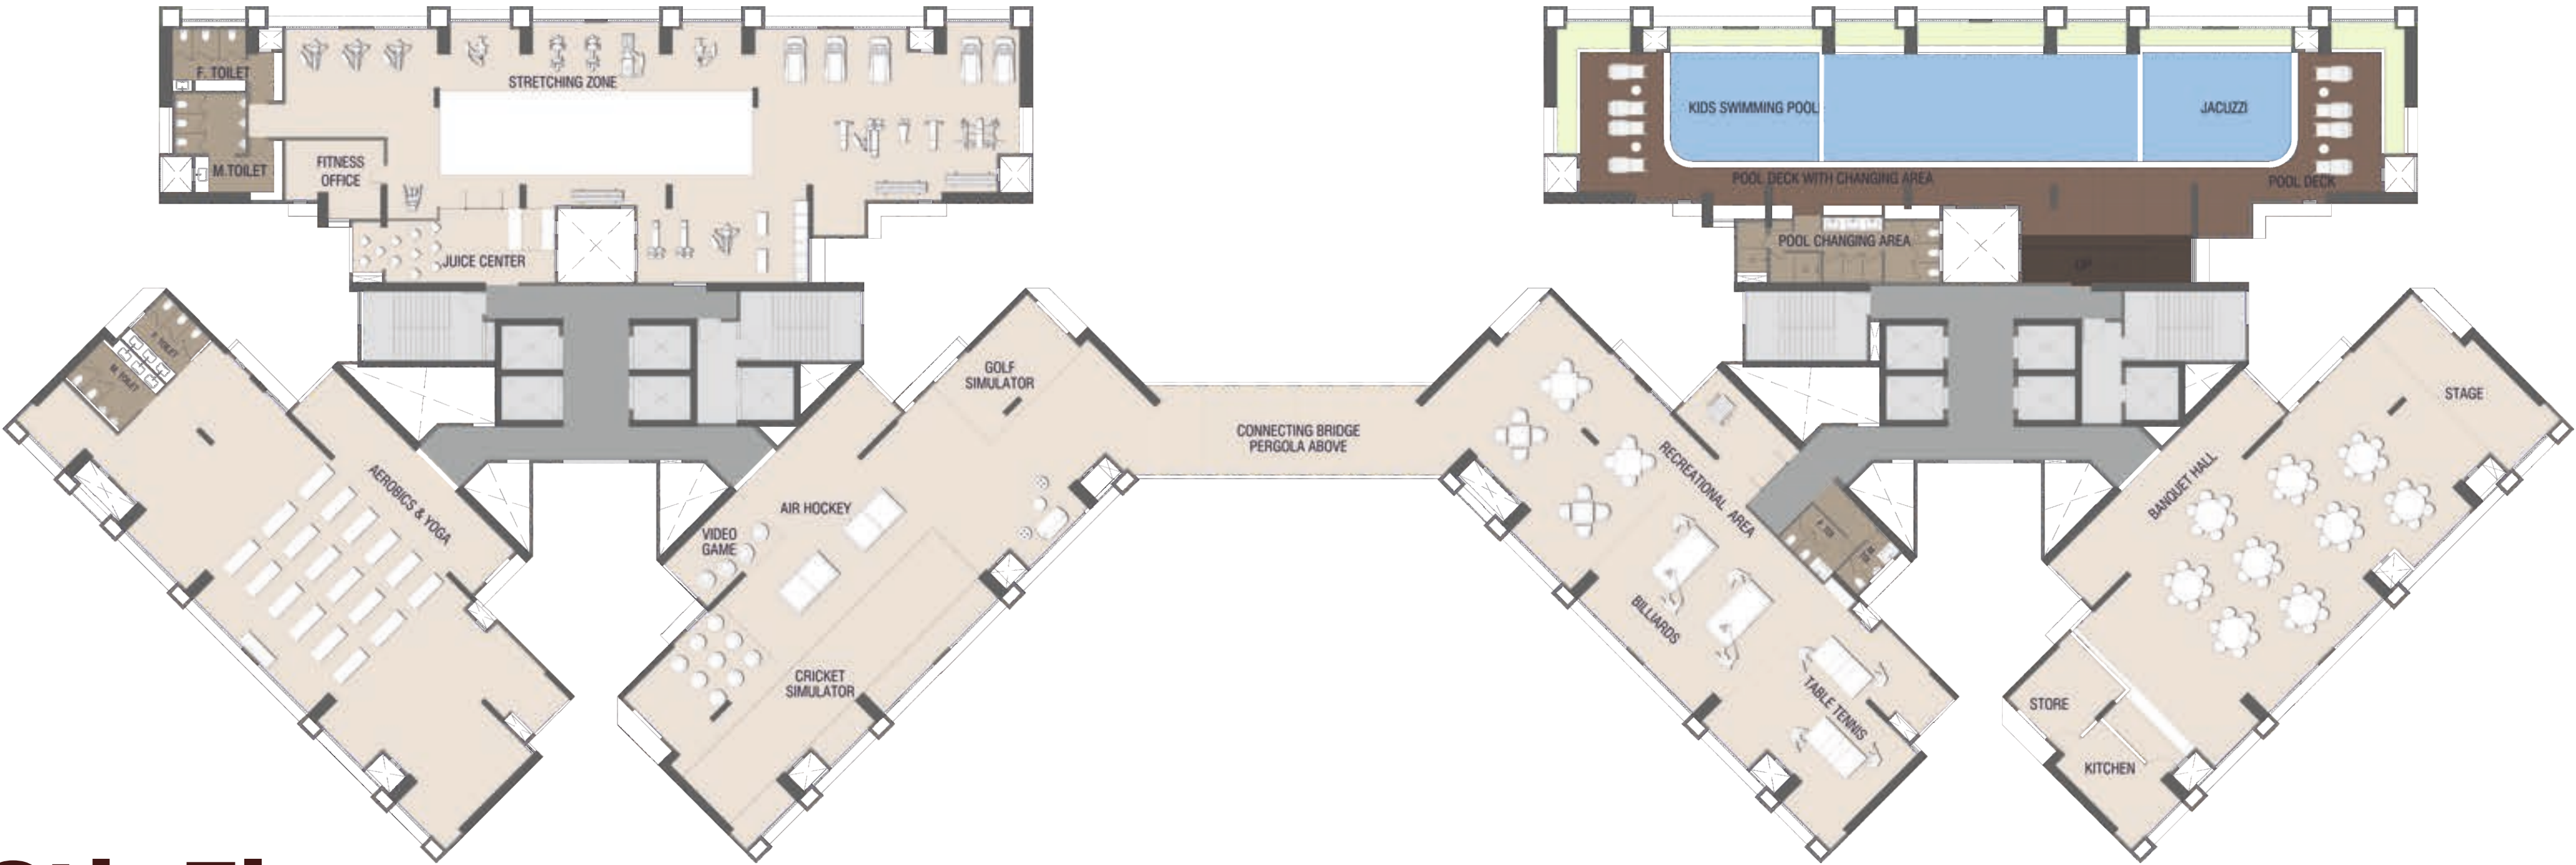 F. TOILET
M.TOILET
STRETCHING ZONE
FITNESS
OFFICE
JUICE CENTER
KIDS SWIMMING POOL
JACUZZI
POOL DECK WITH CHANGING AREA
POOL DECK
POOL CHANGING AREA
UP
F. TOILET
M. TOILET
AEROBICS & YOGA
GOLF
SIMULATOR
AIR HOCKEY
VIDEO
GAME
CRICKET
SIMULATOR
CONNECTING BRIDGE
PERGOLA ABOVE
RECREATIONAL AREA
BILLIARDS
TABLE TENNIS
BANQUET HALL
STAGE
STORE
KITCHEN